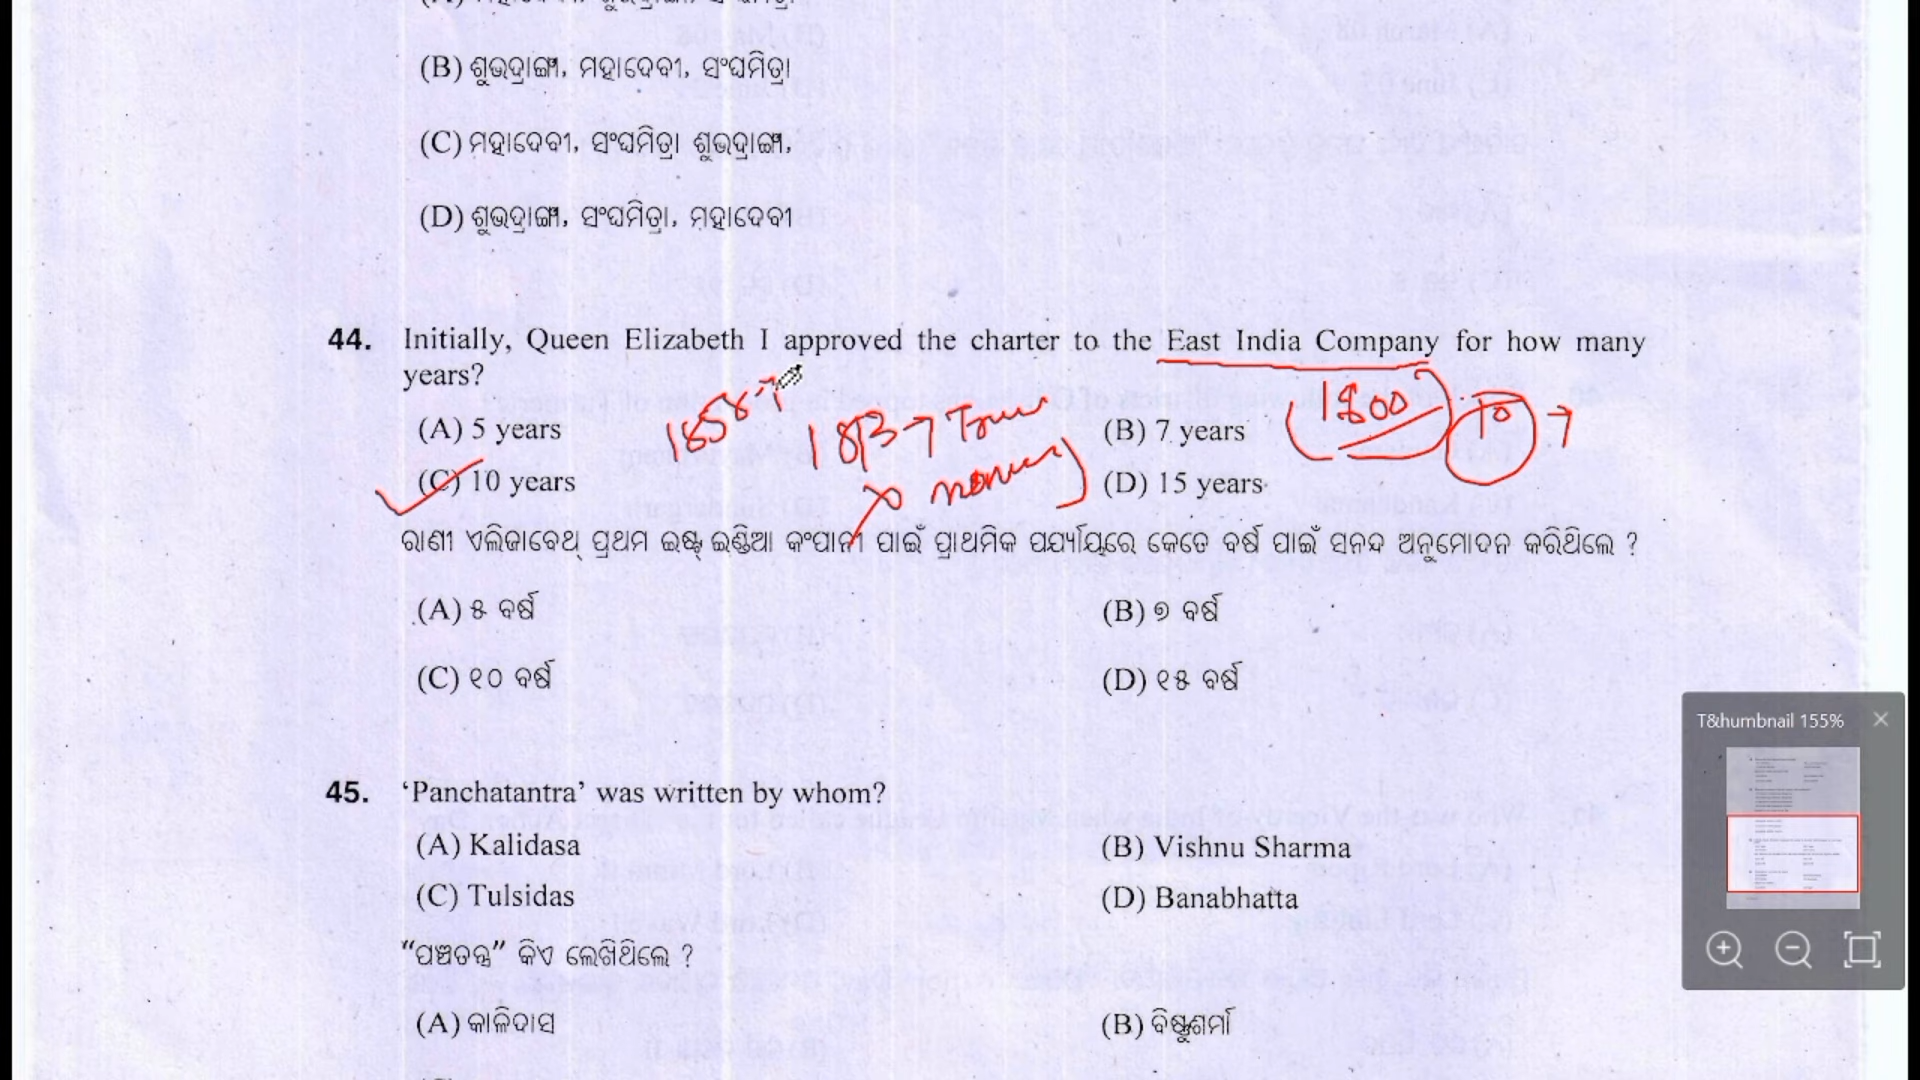 (B) ଶୁଭଦ୍ରାଙ୍ଗୀ, ମହାଦେବୀ, ସଂଘମିତ୍ରା
(C) ମହାଦେବୀ, ସଂଘମିତ୍ରା ଶୁଭଦ୍ରାଙ୍ଗୀ,
(D) ଶୁଭଦ୍ରାଙ୍ଗୀ, ସଂଘମିତ୍ରା, ମହାଦେବୀ
44. Initially, Queen Elizabeth I approved the charter to the East India Company for how many
years?
1858 → 1813 → True 1600 10 →
(A) 5 years (B) 7 years
(C) 10 years (D) 15 years
ରାଣୀ ଏଲିଜାବେଥ୍ ପ୍ରଥମ ଇଷ୍ଟ ଇଣ୍ଡିଆ କଂପାନୀ ପାଇଁ ପ୍ରାଥମିକ ପର୍ଯ୍ୟାୟରେ କେତେ ବର୍ଷ ପାଇଁ ସନନ୍ଦ ଅନୁମୋଦନ କରିଥିଲେ ?
(A) ୫ ବର୍ଷ (B) ୭ ବର୍ଷ
(C) ୧୦ ବର୍ଷ (D) ୧୫ ବର୍ଷ
T&humbnail 155%
45. ‘Panchatantra’ was written by whom?
(A) Kalidasa (B) Vishnu Sharma
(C) Tulsidas (D) Banabhatta
“ପଞ୍ଚତନ୍ତ୍ର” କିଏ ଲେଖିଥିଲେ ?
(A) କାଳିଦାସ (B) ବିଷ୍ଣୁଶର୍ମା